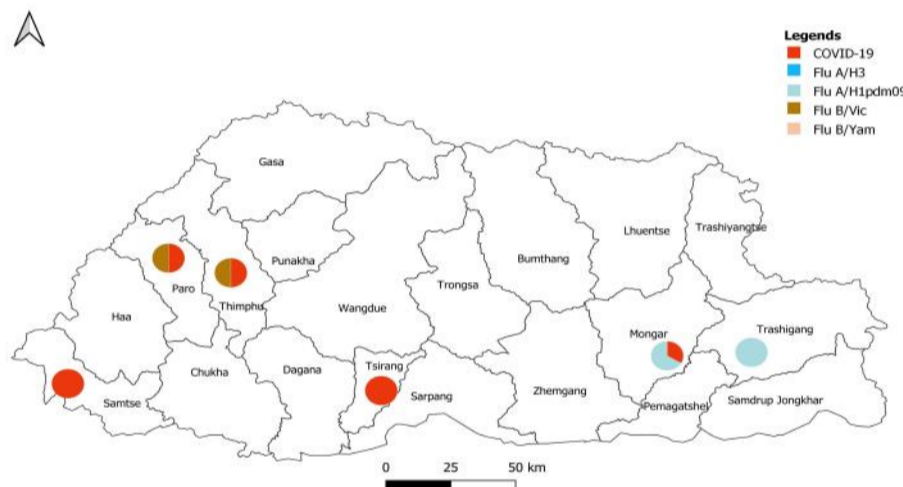 Legends
COVID-19
Flu A/H3
Flu A/H1pdm09
Flu B/Vic
Flu B/Yam
Gasa
Lhuentse
Trashiyangtse
Punakha
Bumthang
Paro
Trongsa
Thimphu
Wangdue
Haa
Mongar
Trashigang
Tsirang
Chukha
Dagana
Zhemgang
Sarpang
Samtse
Pemagatshel
Samdrup Jongkhar
0 25 50 km